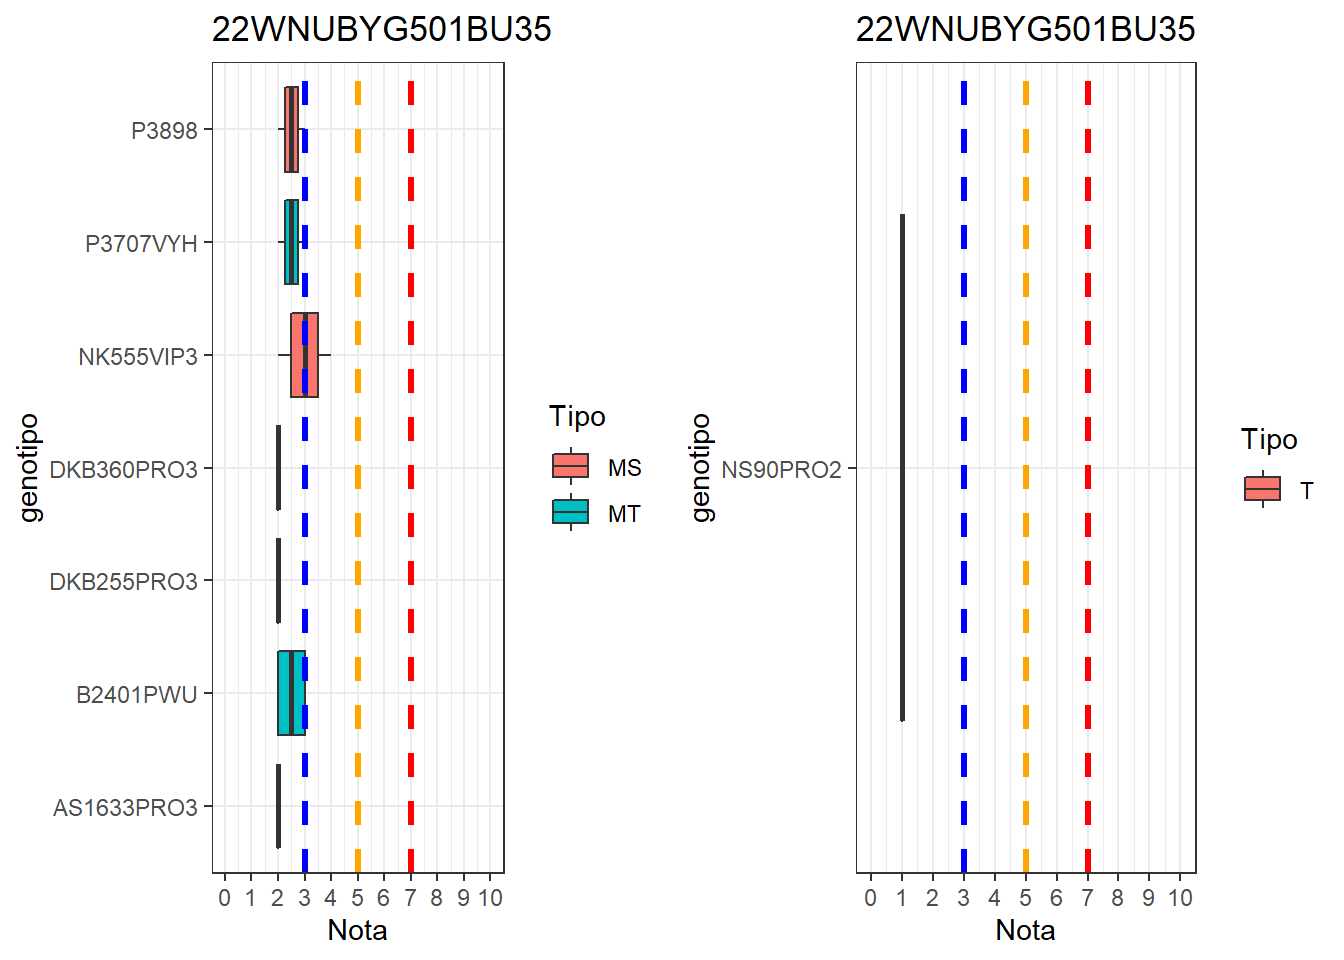 22WNUBYG501BU35
P3898
P3707VYH
NK555VIP3
DKB360PRO3
DKB255PRO3
B2401PWU
AS1633PRO3
genotipo
0 1 2 3 4 5 6 7 8 9 10
Nota
Tipo
MS
MT
22WNUBYG501BU35
NS90PRO2
genotipo
0 1 2 3 4 5 6 7 8 9 10
Nota
Tipo
T